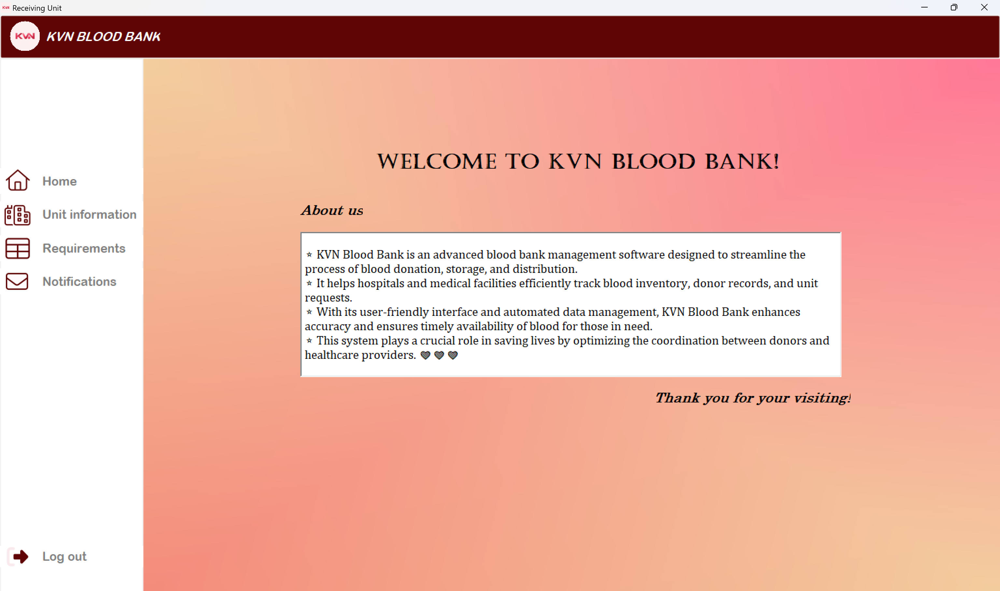 KVN Receiving Unit
KVN KVN BLOOD BANK
WELCOME TO KVN BLOOD BANK!
Home
Unit information
Requirements
Notifications
Log out
About us
⭐ KVN Blood Bank is an advanced blood bank management software designed to streamline the
process of blood donation, storage, and distribution.
⭐ It helps hospitals and medical facilities efficiently track blood inventory, donor records, and unit
requests.
⭐ With its user-friendly interface and automated data management, KVN Blood Bank enhances
accuracy and ensures timely availability of blood for those in need.
⭐ This system plays a crucial role in saving lives by optimizing the coordination between donors and
healthcare providers. 💓💓💓
Thank you for your visiting!